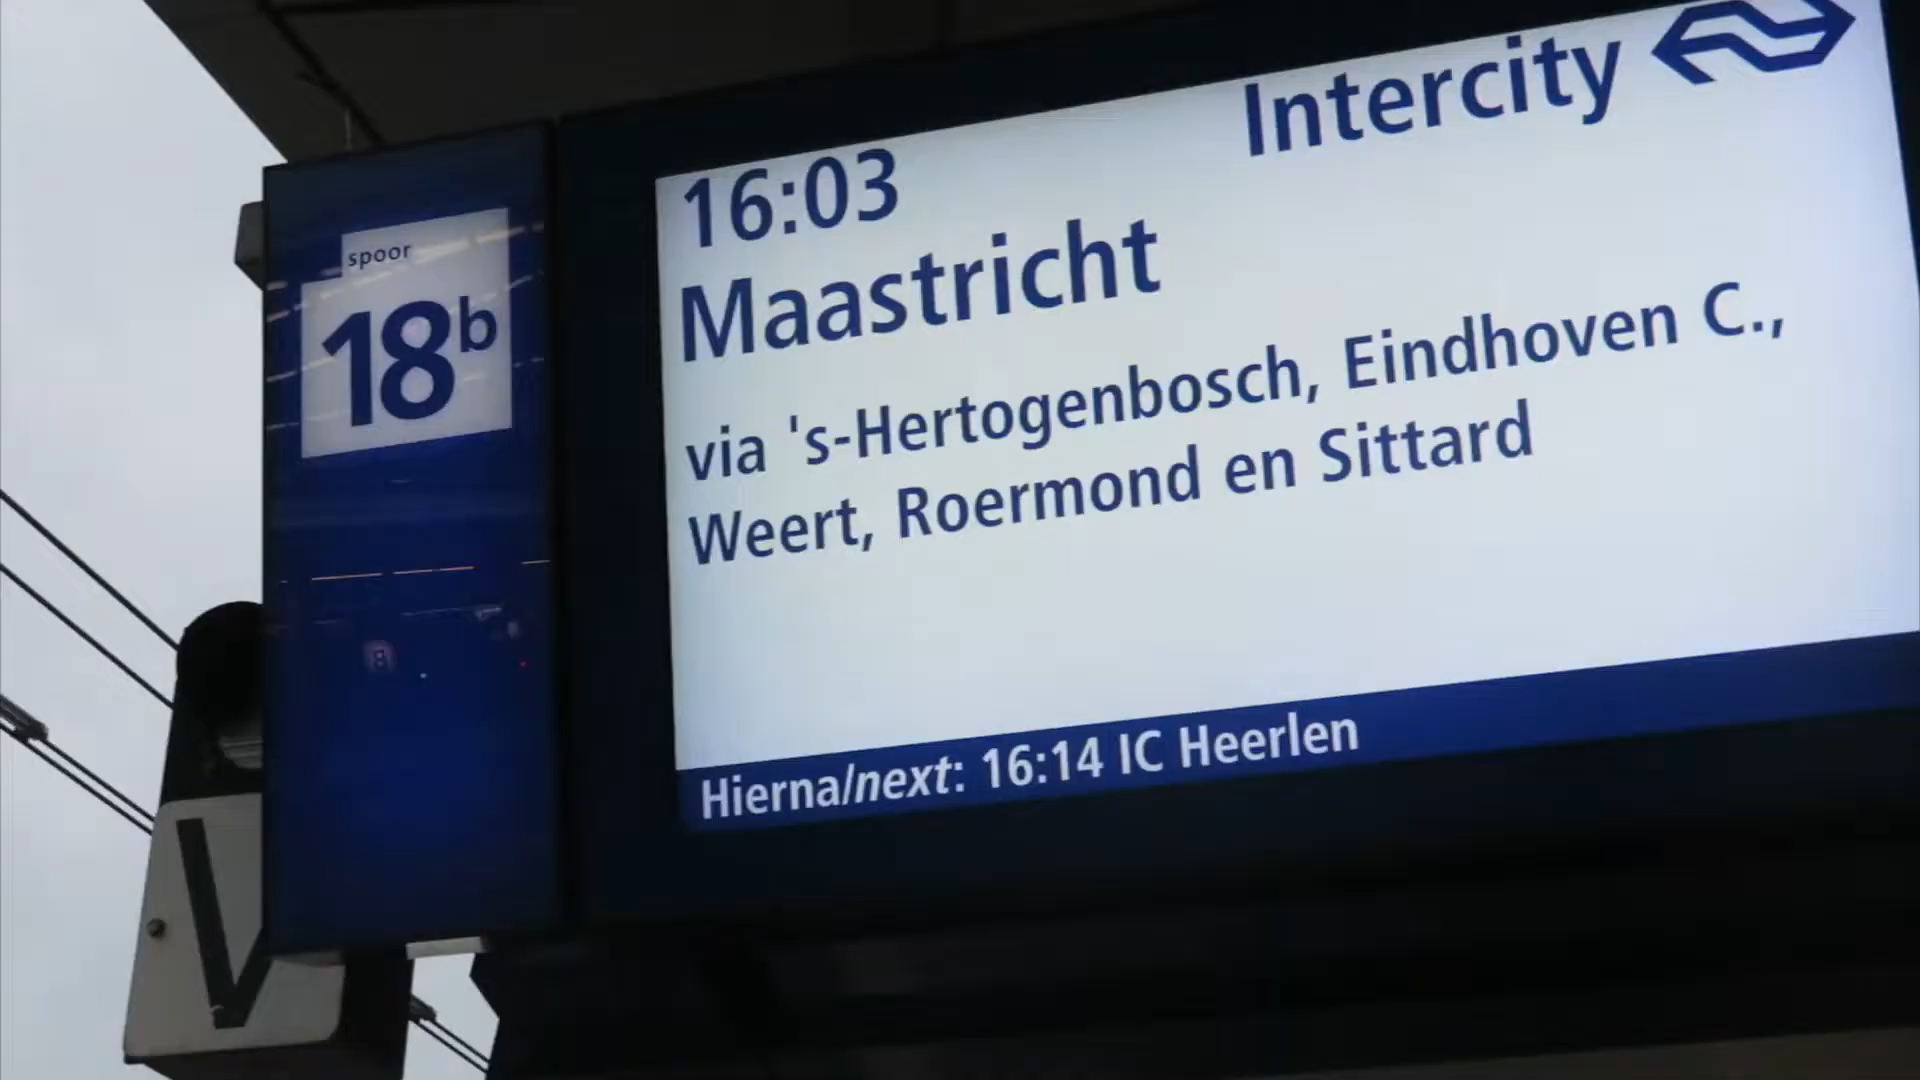 Intercity
16:03
Maastricht
via 's-Hertogenbosch, Eindhoven C.,
Weert, Roermond en Sittard
Hierna/next: 16:14 IC Heerlen
spoor
18b
V